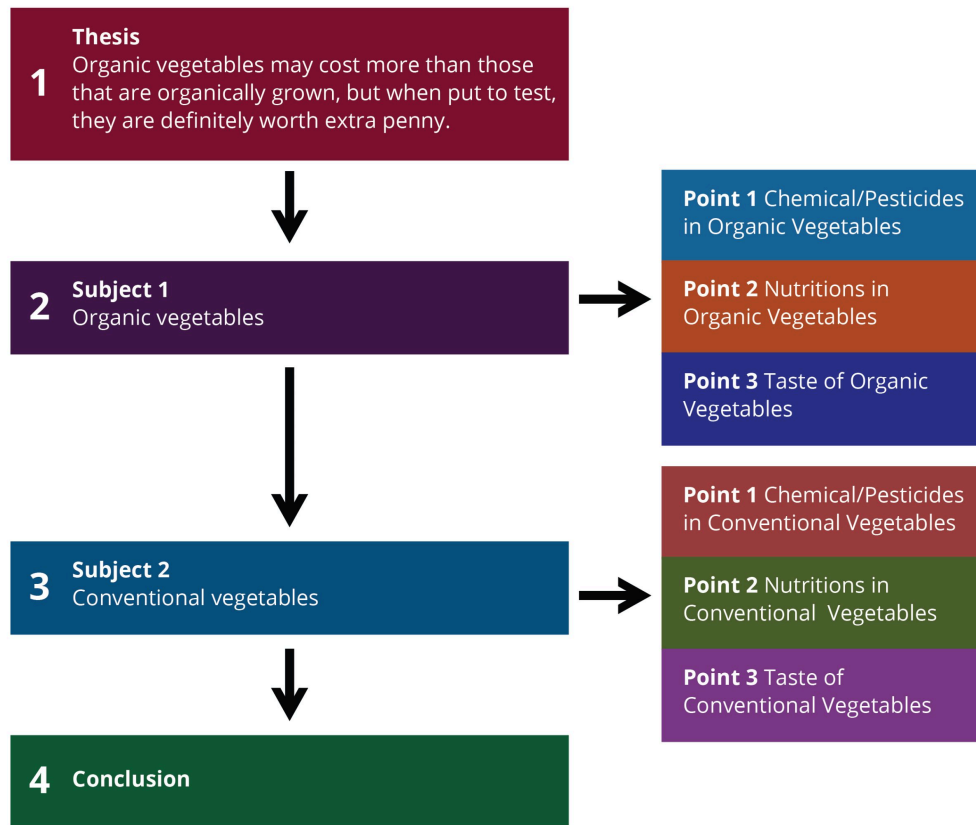 1
Thesis
Organic vegetables may cost more than those
that are organically grown, but when put to test,
they are definitely worth extra penny.
2
Subject 1
Organic vegetables
Point 1 Chemical/Pesticides
in Organic Vegetables
Point 2 Nutritions in
Organic Vegetables
Point 3 Taste of Organic
Vegetables
3
Subject 2
Conventional vegetables
Point 1 Chemical/Pesticides
in Conventional Vegetables
Point 2 Nutritions in
Conventional  Vegetables
Point 3 Taste of
Conventional Vegetables
4
Conclusion